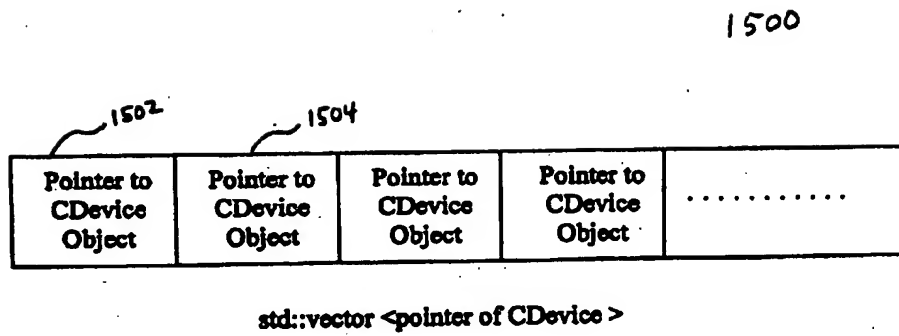 1500
1502
1504
Pointer to CDevice Object
Pointer to CDevice Object
Pointer to CDevice Object
Pointer to CDevice Object
...........
std::vector <pointer of CDevice >